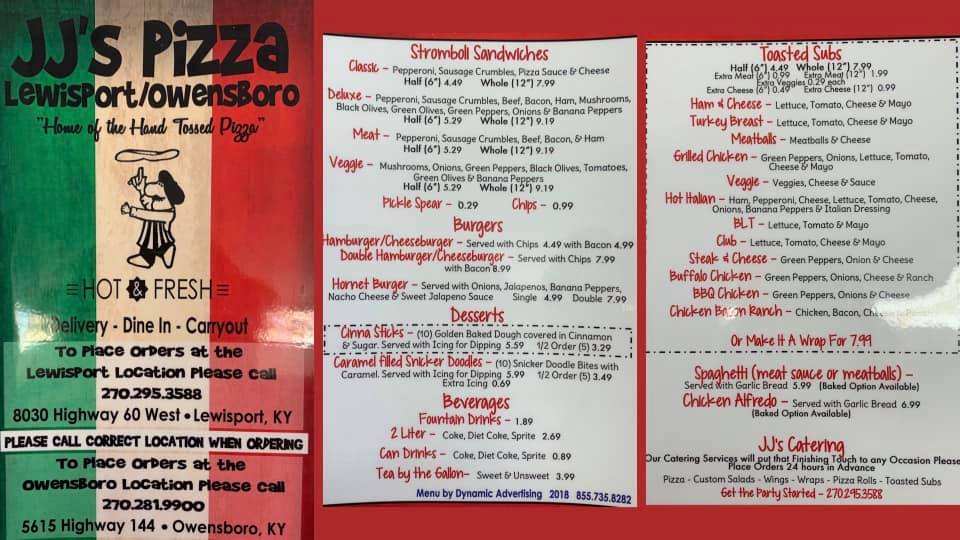 JJ's Pizza
Lewisport/Owensboro
"Home of the Hand Tossed Pizza"
HOT & FRESH
Delivery - Dine In - Carryout
To Place Orders at the
Lewisport Location Please call
270.295.3588
8030 Highway 60 West • Lewisport, KY
PLEASE CALL CORRECT LOCATION WHEN ORDERING
To Place Orders at the
Owensboro Location Please call
270.281.9900
5615 Highway 144 • Owensboro, KY
Stromboli Sandwiches
Classic - Pepperoni, Sausage Crumbles, Pizza Sauce & Cheese
Half (6") 4.49 Whole (12") 7.99
Deluxe - Pepperoni, Sausage Crumbles, Beef, Bacon, Ham, Mushrooms,
Black Olives, Green Olives, Green Peppers, Onions & Banana Peppers
Half (6") 5.29 Whole (12") 9.19
Meat - Pepperoni, Sausage Crumbles, Beef, Bacon, & Ham
Half (6") 5.29 Whole (12") 9.19
Veggie - Mushrooms, Onions, Green Peppers, Black Olives, Tomatoes,
Green Olives & Banana Peppers
Half (6") 5.29 Whole (12") 9.19
Pickle Spear - 0.29 Chips - 0.99
Burgers
Hamburger/Cheeseburger - Served with Chips 4.49 with Bacon 4.99
Double Hamburger/Cheeseburger - Served with Chips 7.99
with Bacon 8.99
Hornet Burger - Served with Onions, Jalapenos, Banana Peppers,
Nacho Cheese & Sweet Jalapeno Sauce Single 4.99 Double 7.99
Desserts
Cinna Sticks - (10) Golden Baked Dough covered in Cinnamon
& Sugar. Served with Icing for Dipping 5.59 1/2 Order (5) 3.29
Caramel filled Snicker Doodles - (10) Snicker Doodle Bites with
Caramel. Served with Icing for Dipping 5.99 1/2 Order (5) 3.49
Extra Icing 0.69
Beverages
Fountain Drinks - 1.89
2 Liter - Coke, Diet Coke, Sprite 2.69
Can Drinks - Coke, Diet Coke, Sprite 0.89
Tea by the Gallon- Sweet & Unsweet 3.99
Menu by Dynamic Advertising 2018 855.735.8282
Toasted Subs
Half (6") 4.49 Whole (12") 7.99
Extra Meat (6") 0.99 Extra Meat (12") 1.99
Extra Veggies 0.29 each
Extra Cheese (6") 0.49 Extra Cheese (12") 0.99
Ham & Cheese - Lettuce, Tomato, Cheese & Mayo
Turkey Breast - Lettuce, Tomato, Cheese & Mayo
Meatballs - Meatballs & Cheese
Grilled Chicken - Green Peppers, Onions, Lettuce, Tomato,
Cheese & Mayo
Veggie - Veggies, Cheese & Sauce
Hot Italian - Ham, Pepperoni, Cheese, Lettuce, Tomato, Cheese,
Onions, Banana Peppers & Italian Dressing
BLT - Lettuce, Tomato & Mayo
Club - Lettuce, Tomato, Cheese & Mayo
Steak & Cheese - Green Peppers, Onion & Cheese
Buffalo Chicken - Green Peppers, Onions, Cheese & Ranch
BBQ Chicken - Green Peppers, Onions & Cheese
Chicken Bacon Ranch - Chicken, Bacon, Cheese & Ranch
Or Make It A Wrap For 7.99
Spaghetti (meat sauce or meatballs) -
Served with Garlic Bread 5.99 (Baked Option Available)
Chicken Alfredo - Served with Garlic Bread 6.99
(Baked Option Available)
JJ's Catering
Our Catering Services will put that Finishing Touch to any Occasion Please
Place Orders 24 hours in Advance
Pizza - Custom Salads - Wings - Wraps - Pizza Rolls - Toasted Subs
Get the Party Started - 270.295.3588